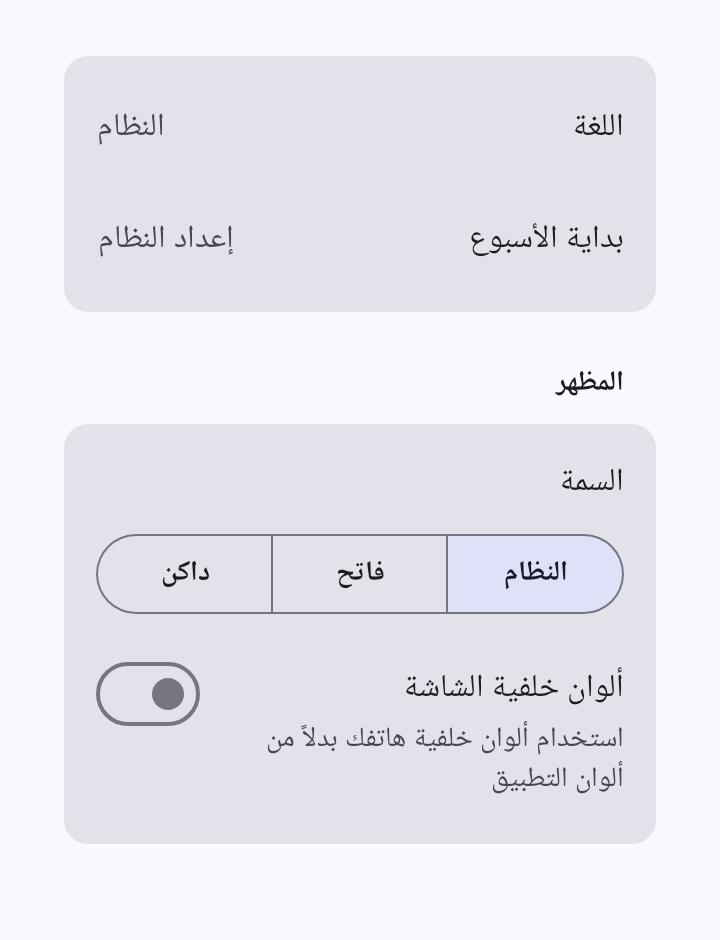 اللغة
النظام
بداية الأسبوع
إعداد النظام
المظهر
السمة
النظام
فاتح
داكن
ألوان خلفية الشاشة
استخدام ألوان خلفية هاتفك بدلاً من
ألوان التطبيق